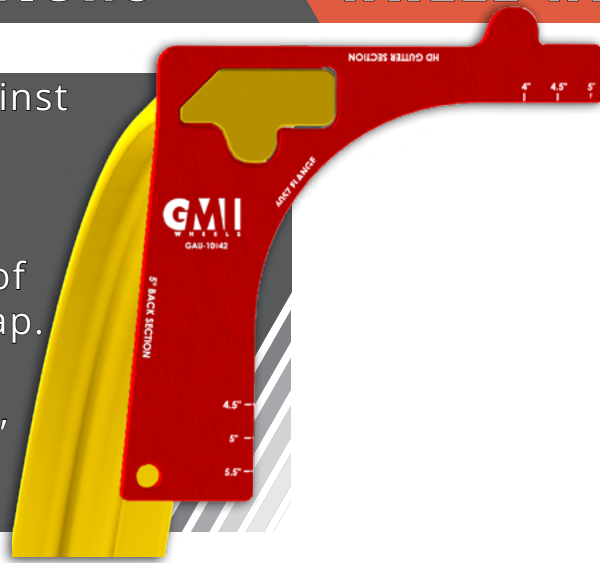 inst
HD GUTTER SECTION
4" 4.5" 5"
6057 FLANGE
GMI
WHEELS
GAU-10142
of
5° BACK SECTION
ap.
4.5"
,
5"
5.5"